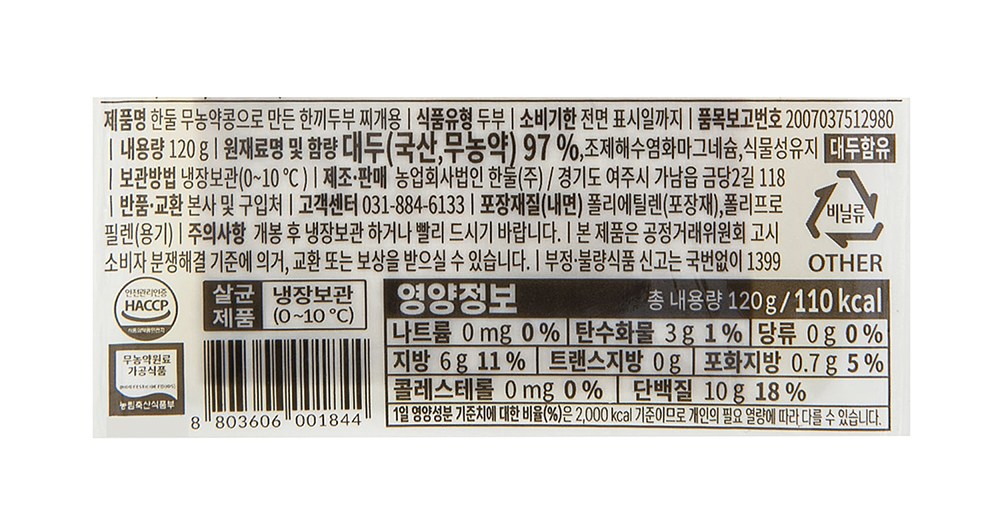 제품명 한둘 무농약콩으로 만든 한끼두부 찌개용 | 식품유형 두부 | 소비기한 전면 표시일까지 | 품목보고번호 2007037512980
| 내용량 120 g | 원재료명 및 함량 대두(국산,무농약) 97 %,조제해수염화마그네슘,식물성유지 대두함유
| 보관방법 냉장보관(0~10 ℃) | 제조·판매 농업회사법인 한둘(주) / 경기도 여주시 가남읍 금당2길 118
| 반품·교환 본사 및 구입처 | 고객센터 031-884-6133 | 포장재질(내면) 폴리에틸렌(포장재),폴리프로
필렌(용기) | 주의사항 개봉 후 냉장보관 하거나 빨리 드시기 바랍니다. | 본 제품은 공정거래위원회 고시
소비자 분쟁해결 기준에 의거, 교환 또는 보상을 받으실 수 있습니다. | 부정·불량식품 신고는 국번없이 1399
비닐류
OTHER
안전관리인증
HACCP
식품의약품안전처
살균
제품
냉장보관
(0~10 ℃)
무농약원료
가공식품
농림축산식품부
8 803606 001844
영양정보 총 내용량 120 g / 110 kcal
나트륨 0 mg 0 % 탄수화물 3 g 1 % 당류 0 g 0 %
지방 6 g 11 % 트랜스지방 0 g 포화지방 0.7 g 5 %
콜레스테롤 0 mg 0 % 단백질 10 g 18 %
1일 영양성분 기준치에 대한 비율(%)은 2,000 kcal 기준이므로 개인의 필요 열량에 따라 다를 수 있습니다.